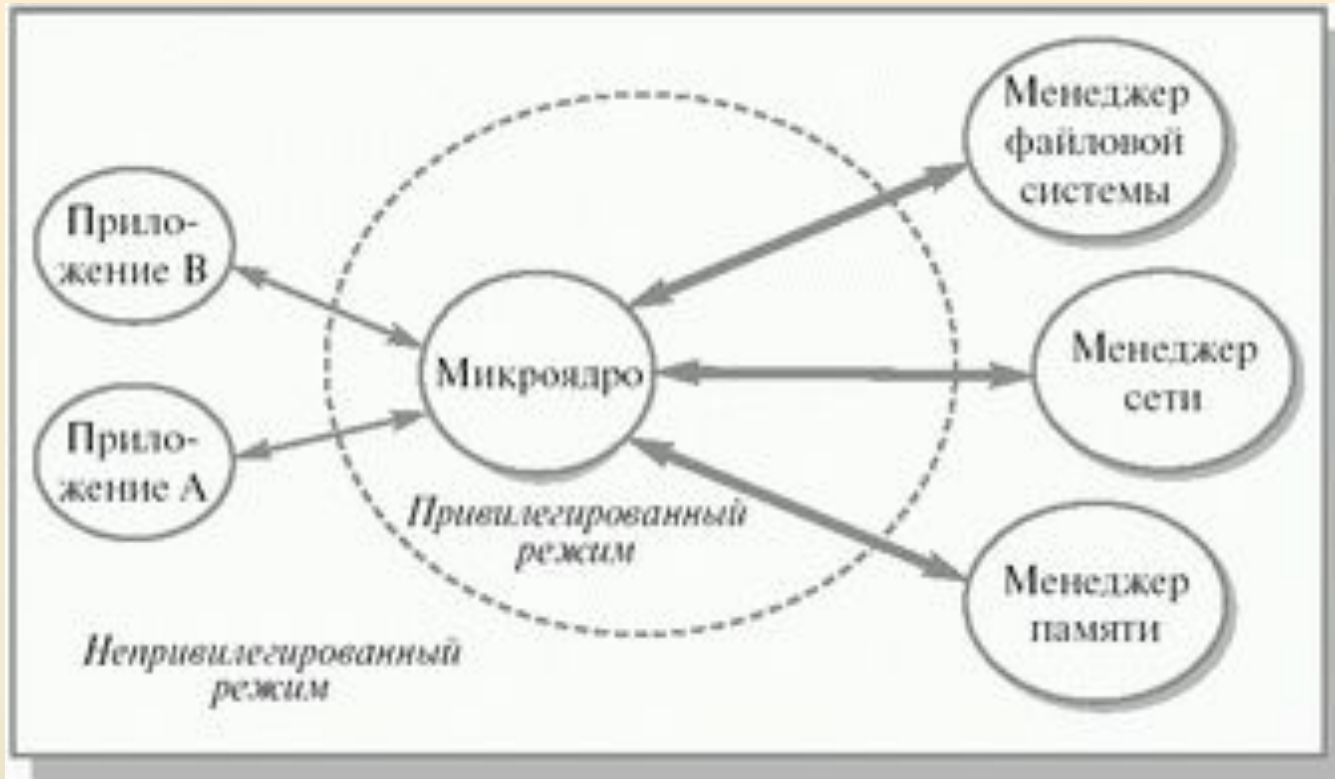 Прило-
жение B
Прило-
жение A
Микроядро
Привилегированный
режим
Непривилегированный
режим
Менеджер
файловой
системы
Менеджер
сети
Менеджер
памяти